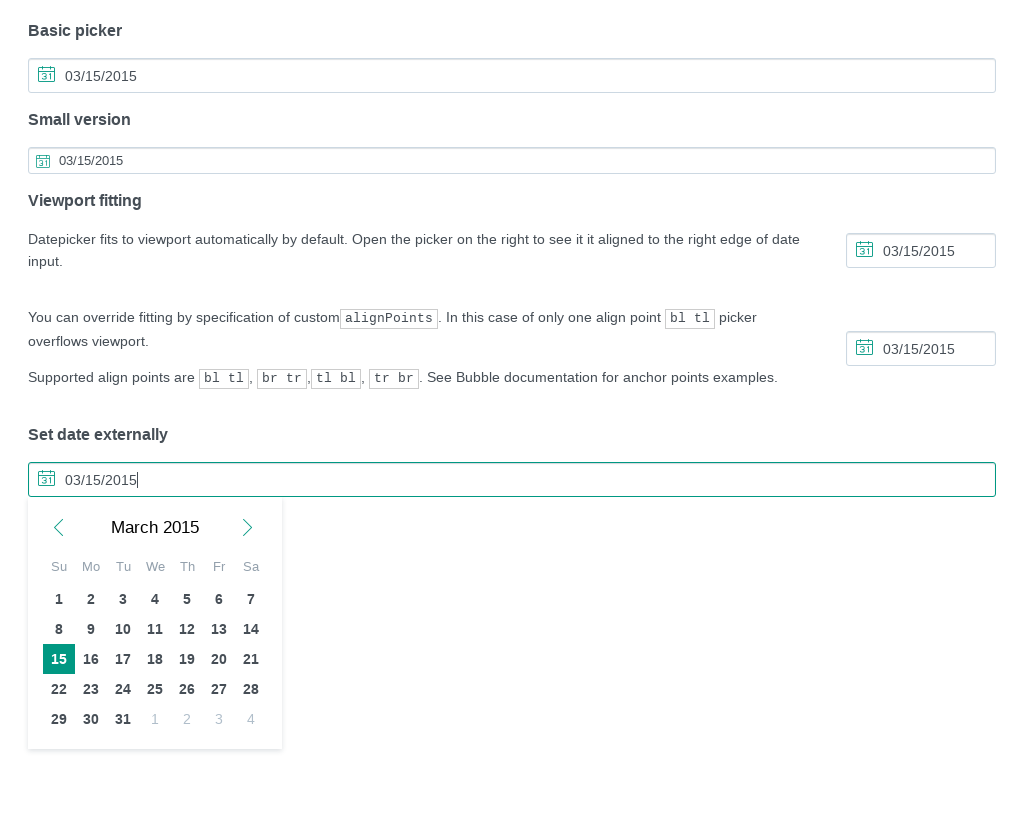 Basic picker
31 03/15/2015
Small version
31 03/15/2015
Viewport fitting
Datepicker fits to viewport automatically by default. Open the picker on the right to see it it aligned to the right edge of date
input.
31 03/15/2015
You can override fitting by specification of customalignPoints. In this case of only one align point bl tl picker
overflows viewport.
31 03/15/2015
Supported align points are bl tl, br tr,tl bl, tr br. See Bubble documentation for anchor points examples.
Set date externally
31 03/15/2015
March 2015
Su Mo Tu We Th Fr Sa
1 2 3 4 5 6 7
8 9 10 11 12 13 14
15 16 17 18 19 20 21
22 23 24 25 26 27 28
29 30 31 1 2 3 4